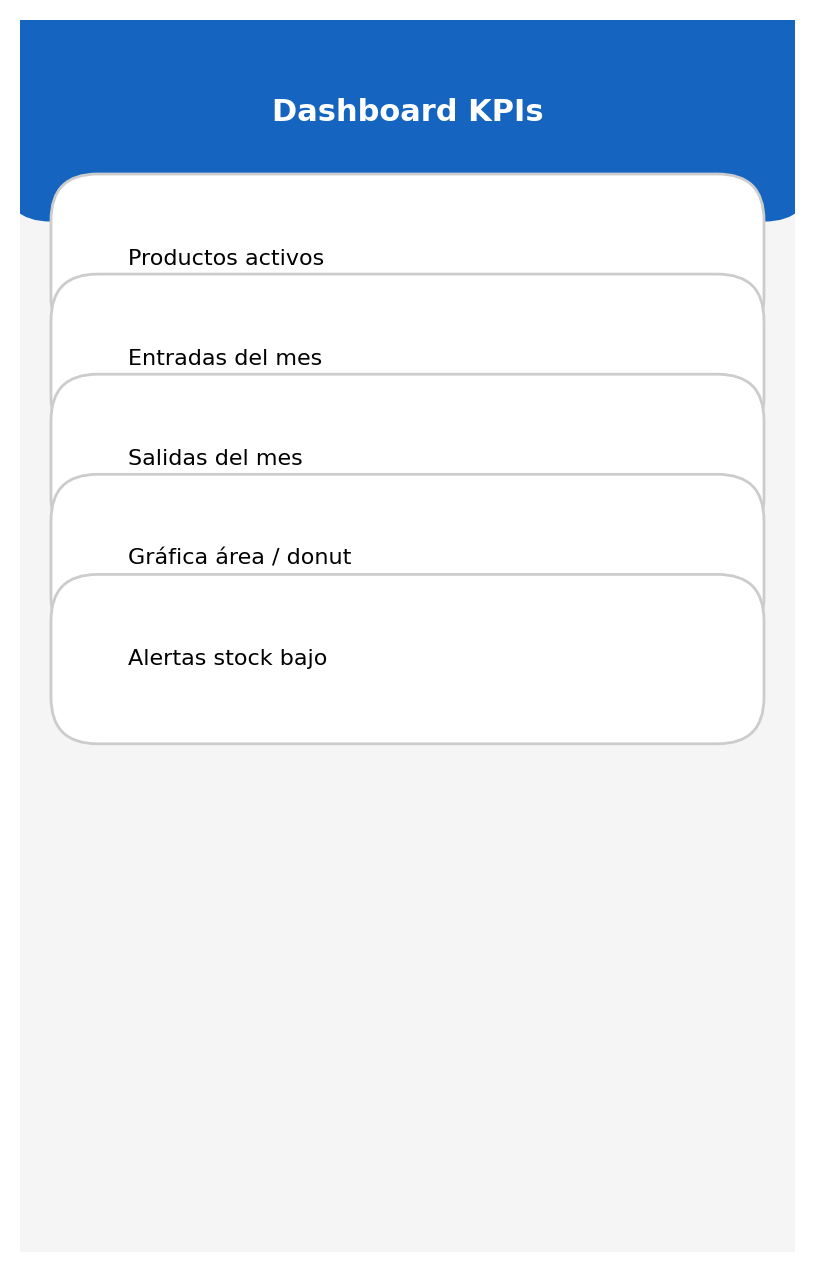 Dashboard KPIs
Productos activos
Entradas del mes
Salidas del mes
Gráfica área / donut
Alertas stock bajo